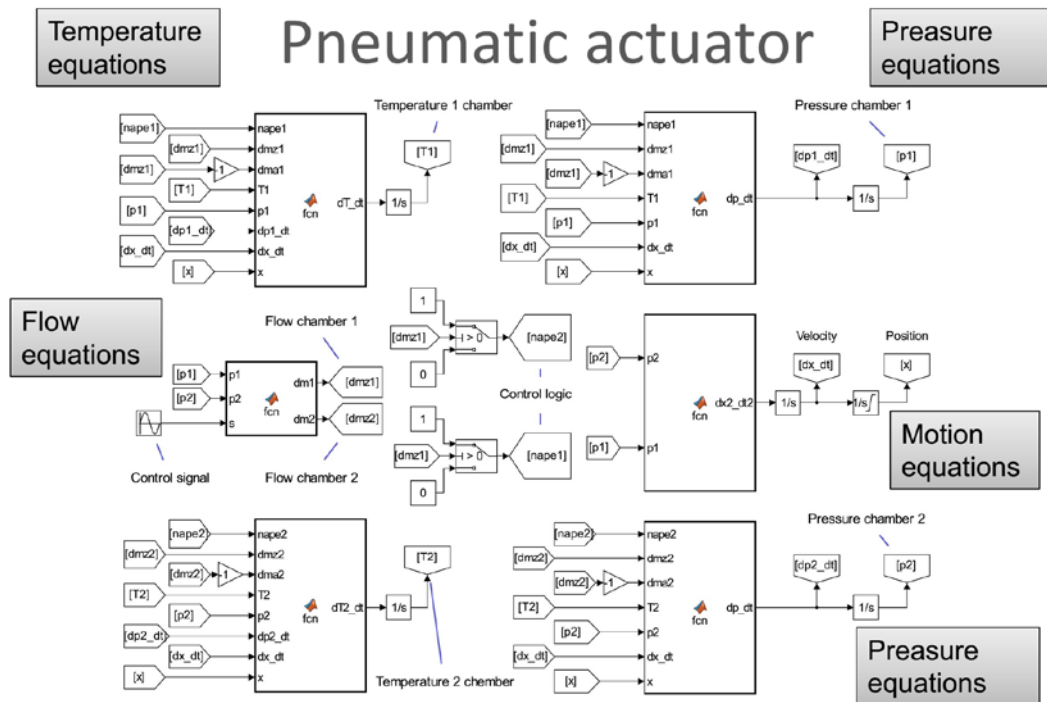 Temperature
equations
Pneumatic actuator
Preasure
equations
Temperature 1 chamber
Pressure chamber 1
[nape1]
[dmz1]
[dmz1]
-1
[T1]
[p1]
[dp1_dt]
[dx_dt]
[x]
nape1
dmz1
dma1
T1
p1
dp1_dt
dx_dt
x
fcn
dT_dt
1/s
[T1]
[nape1]
[dmz1]
[dmz1]
-1
[T1]
[p1]
[dx_dt]
[x]
nape1
dmz1
dma1
T1
p1
dx_dt
x
fcn
dp_dt
[dp1_dt]
1/s
[p1]
Flow
equations
Flow chamber 1
[p1]
[p2]
p1
p2
s
fcn
dm1
dm2
[dmz1]
[dmz2]
Control signal
Flow chamber 2
1
[dmz1]
> 0
0
[nape2]
Control logic
1
[dmz1]
> 0
0
[nape1]
[p2]
[p1]
p2
p1
fcn
dx2_dt2
1/s
Velocity
[dx_dt]
1/s
Position
[x]
Motion
equations
[nape2]
[dmz2]
[dmz2]
-1
[T2]
[p2]
[dp2_dt]
[dx_dt]
[x]
nape2
dmz2
dma2
T2
p2
dp2_dt
dx_dt
x
fcn
dT2_dt
1/s
[T2]
Temperature 2 chember
[nape2]
[dmz2]
[dmz2]
-1
[T2]
[p2]
[dx_dt]
[x]
nape2
dmz2
dma2
T2
p2
dx_dt
x
fcn
dp_dt
Pressure chamber 2
[dp2_dt]
1/s
[p2]
Preasure
equations